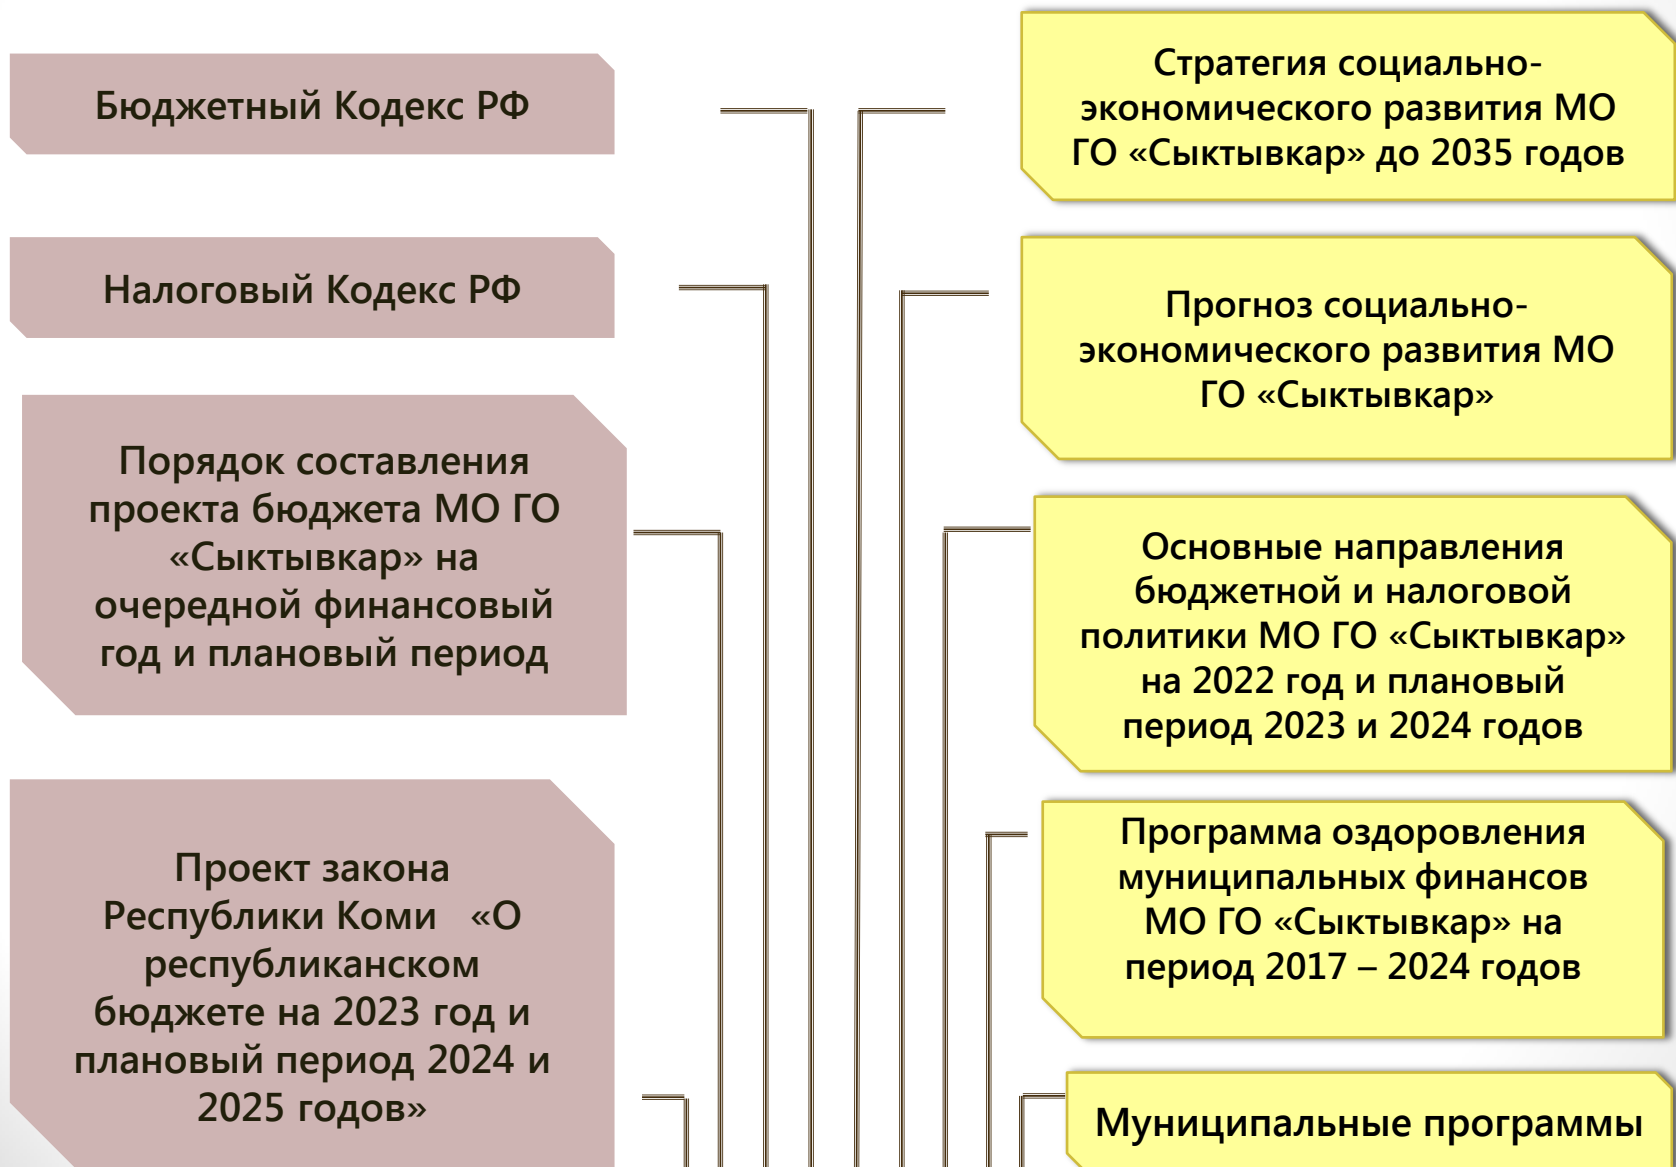 Бюджетный Кодекс РФ
Налоговый Кодекс РФ
Порядок составления
проекта бюджета МО ГО
«Сыктывкар» на
очередной финансовый
год и плановый период
Проект закона
Республики Коми «О
республиканском
бюджете на 2023 год и
плановый период 2024 и
2025 годов»
Стратегия социально-
экономического развития МО
ГО «Сыктывкар» до 2035 годов
Прогноз социально-
экономического развития МО
ГО «Сыктывкар»
Основные направления
бюджетной и налоговой
политики МО ГО «Сыктывкар»
на 2022 год и плановый
период 2023 и 2024 годов
Программа оздоровления
муниципальных финансов
МО ГО «Сыктывкар» на
период 2017 – 2024 годов
Муниципальные программы